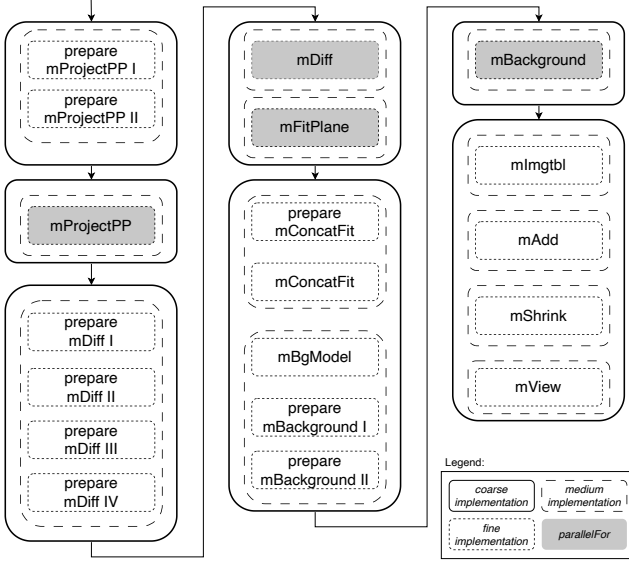 prepare
mProjectPP I
prepare
mProjectPP II
mProjectPP
prepare
mDiff I
prepare
mDiff II
prepare
mDiff III
prepare
mDiff IV
mDiff
mFitPlane
prepare
mConcatFit
mConcatFit
mBgModel
prepare
mBackground I
prepare
mBackground II
mBackground
mImgtbl
mAdd
mShrink
mView
Legend:
coarse
implementation
medium
implementation
fine
implementation
parallelFor